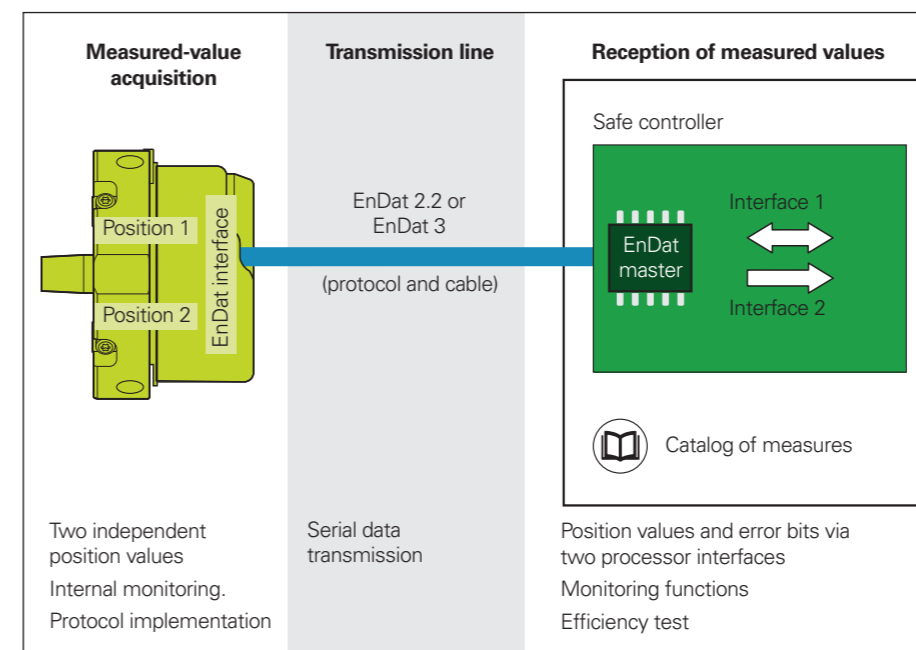 Measured-value
acquisition
Transmission line
Reception of measured values
Position 1
Position 2
EnDat interface
EnDat 2.2 or
EnDat 3
(protocol and cable)
Safe controller
EnDat
master
Interface 1
Interface 2
Catalog of measures
Two independent
position values
Internal monitoring.
Protocol implementation
Serial data
transmission
Position values and error bits via
two processor interfaces
Monitoring functions
Efficiency test